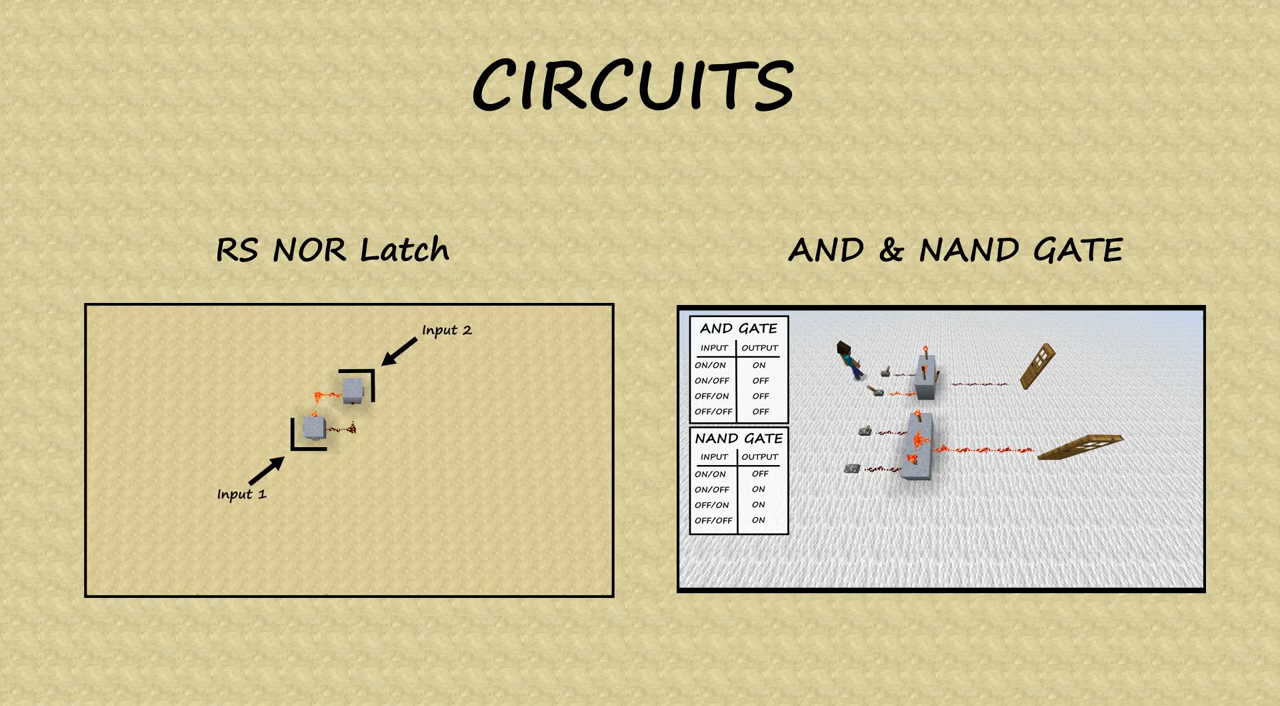 CIRCUITS
RS NOR Latch
Input 2
Input 1
AND & NAND GATE
AND GATE
INPUT OUTPUT
ON/ON ON
ON/OFF OFF
OFF/ON OFF
OFF/OFF OFF
NAND GATE
INPUT OUTPUT
ON/ON OFF
ON/OFF ON
OFF/ON ON
OFF/OFF ON